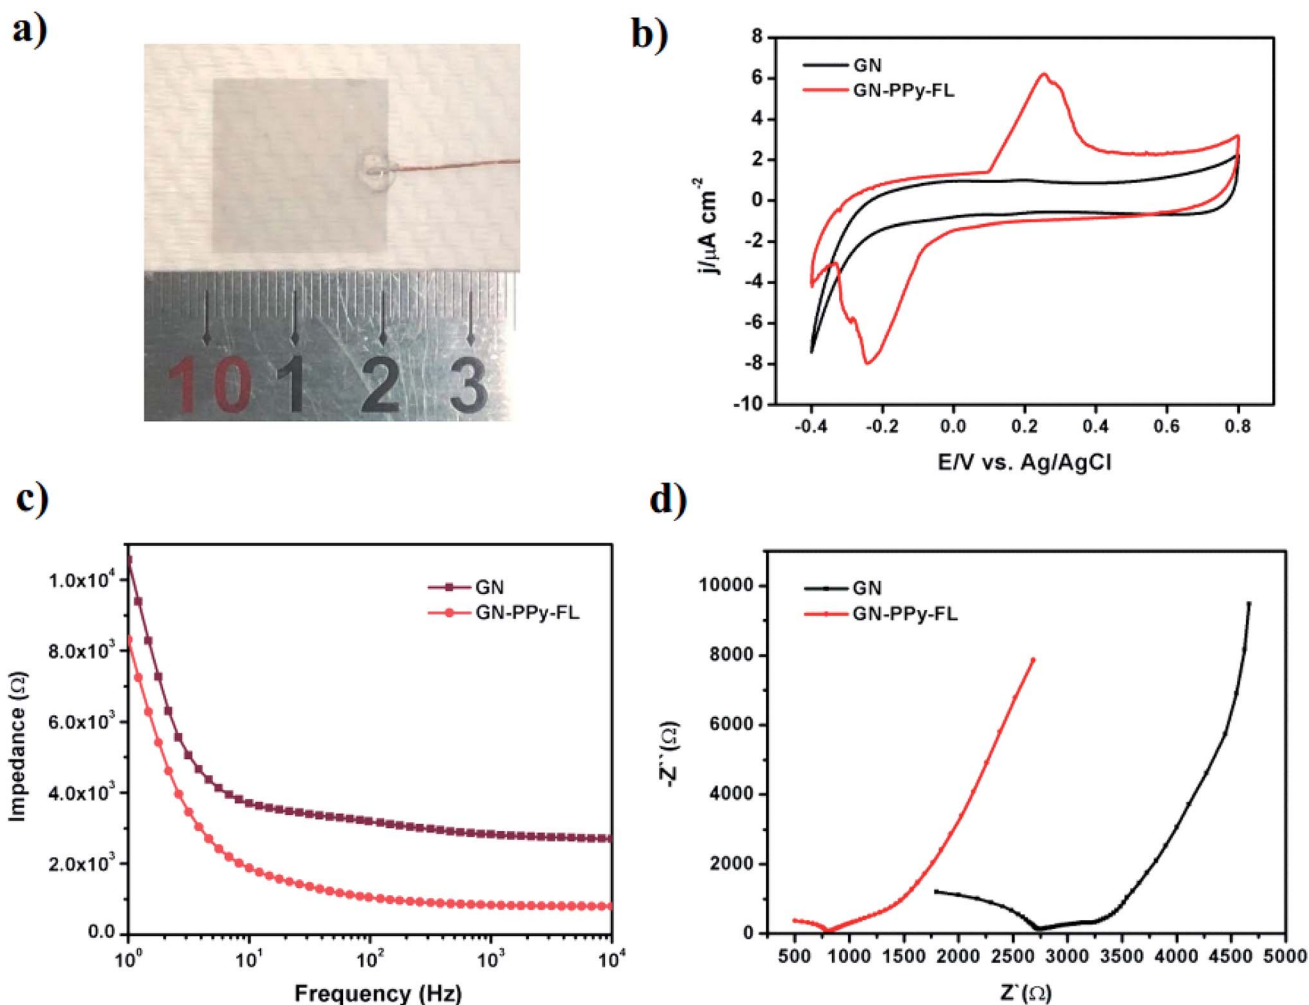 a)
10 1 2 3
b)
GN
GN-PPy-FL
8
6
4
2
0
-2
-4
-6
-8
-10
j/μA cm⁻²
-0.4 -0.2 0.0 0.2 0.4 0.6 0.8
E/V vs. Ag/AgCl
c)
GN
GN-PPy-FL
1.0x10⁴
8.0x10³
6.0x10³
4.0x10³
2.0x10³
0.0
Impedance (Ω)
10⁰ 10¹ 10² 10³ 10⁴
Frequency (Hz)
d)
GN
GN-PPy-FL
10000
8000
6000
4000
2000
0
-Z``(Ω)
500 1000 1500 2000 2500 3000 3500 4000 4500 5000
Z`(Ω)